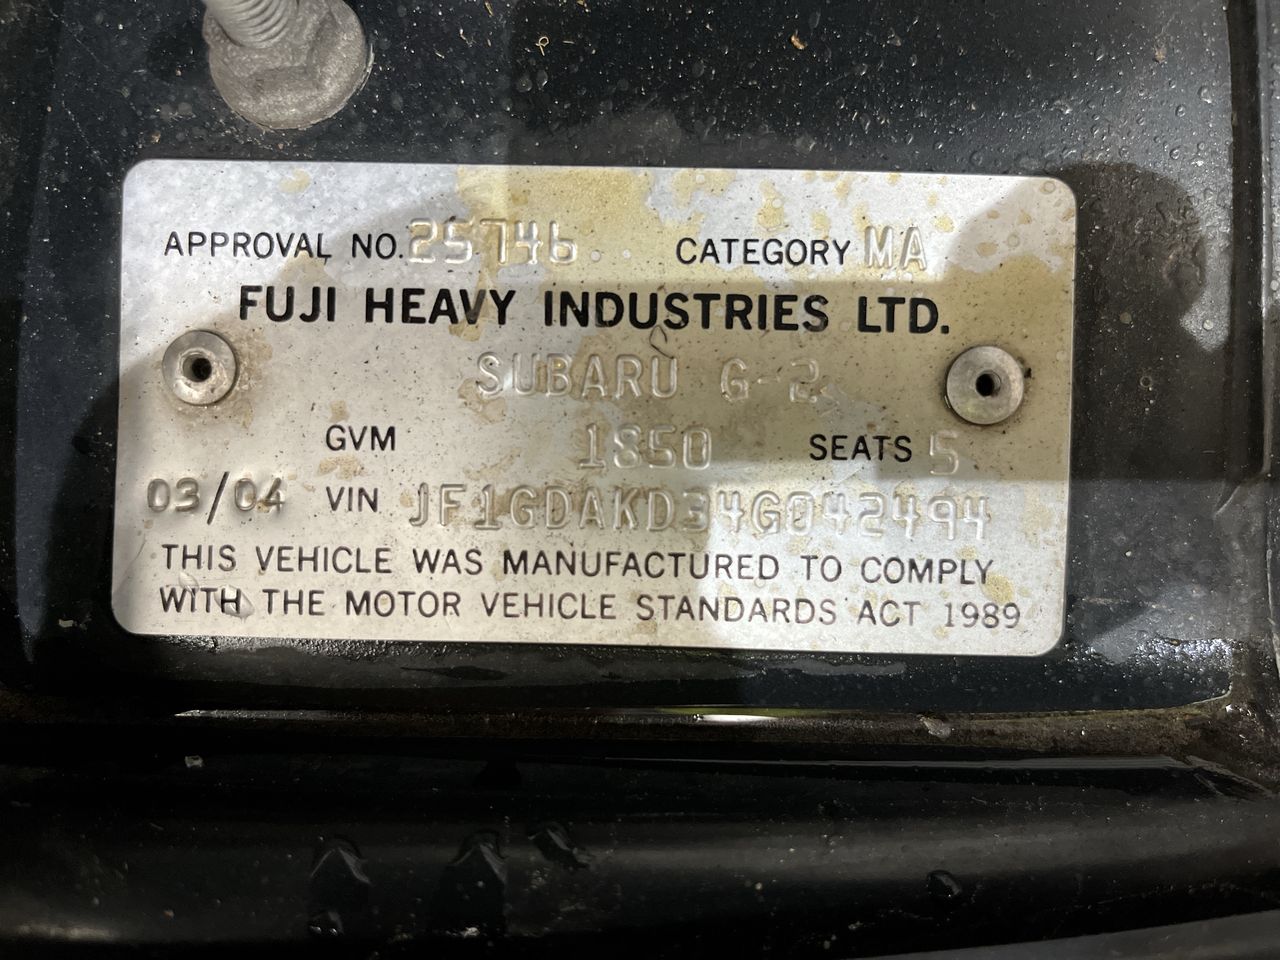 APPROVAL NO. 25746 CATEGORY MA
FUJI HEAVY INDUSTRIES LTD.
SUBARU G-2
GVM 1850 SEATS 5
03/04 VIN JF1GDAKD34G042494
THIS VEHICLE WAS MANUFACTURED TO COMPLY
WITH THE MOTOR VEHICLE STANDARDS ACT 1989